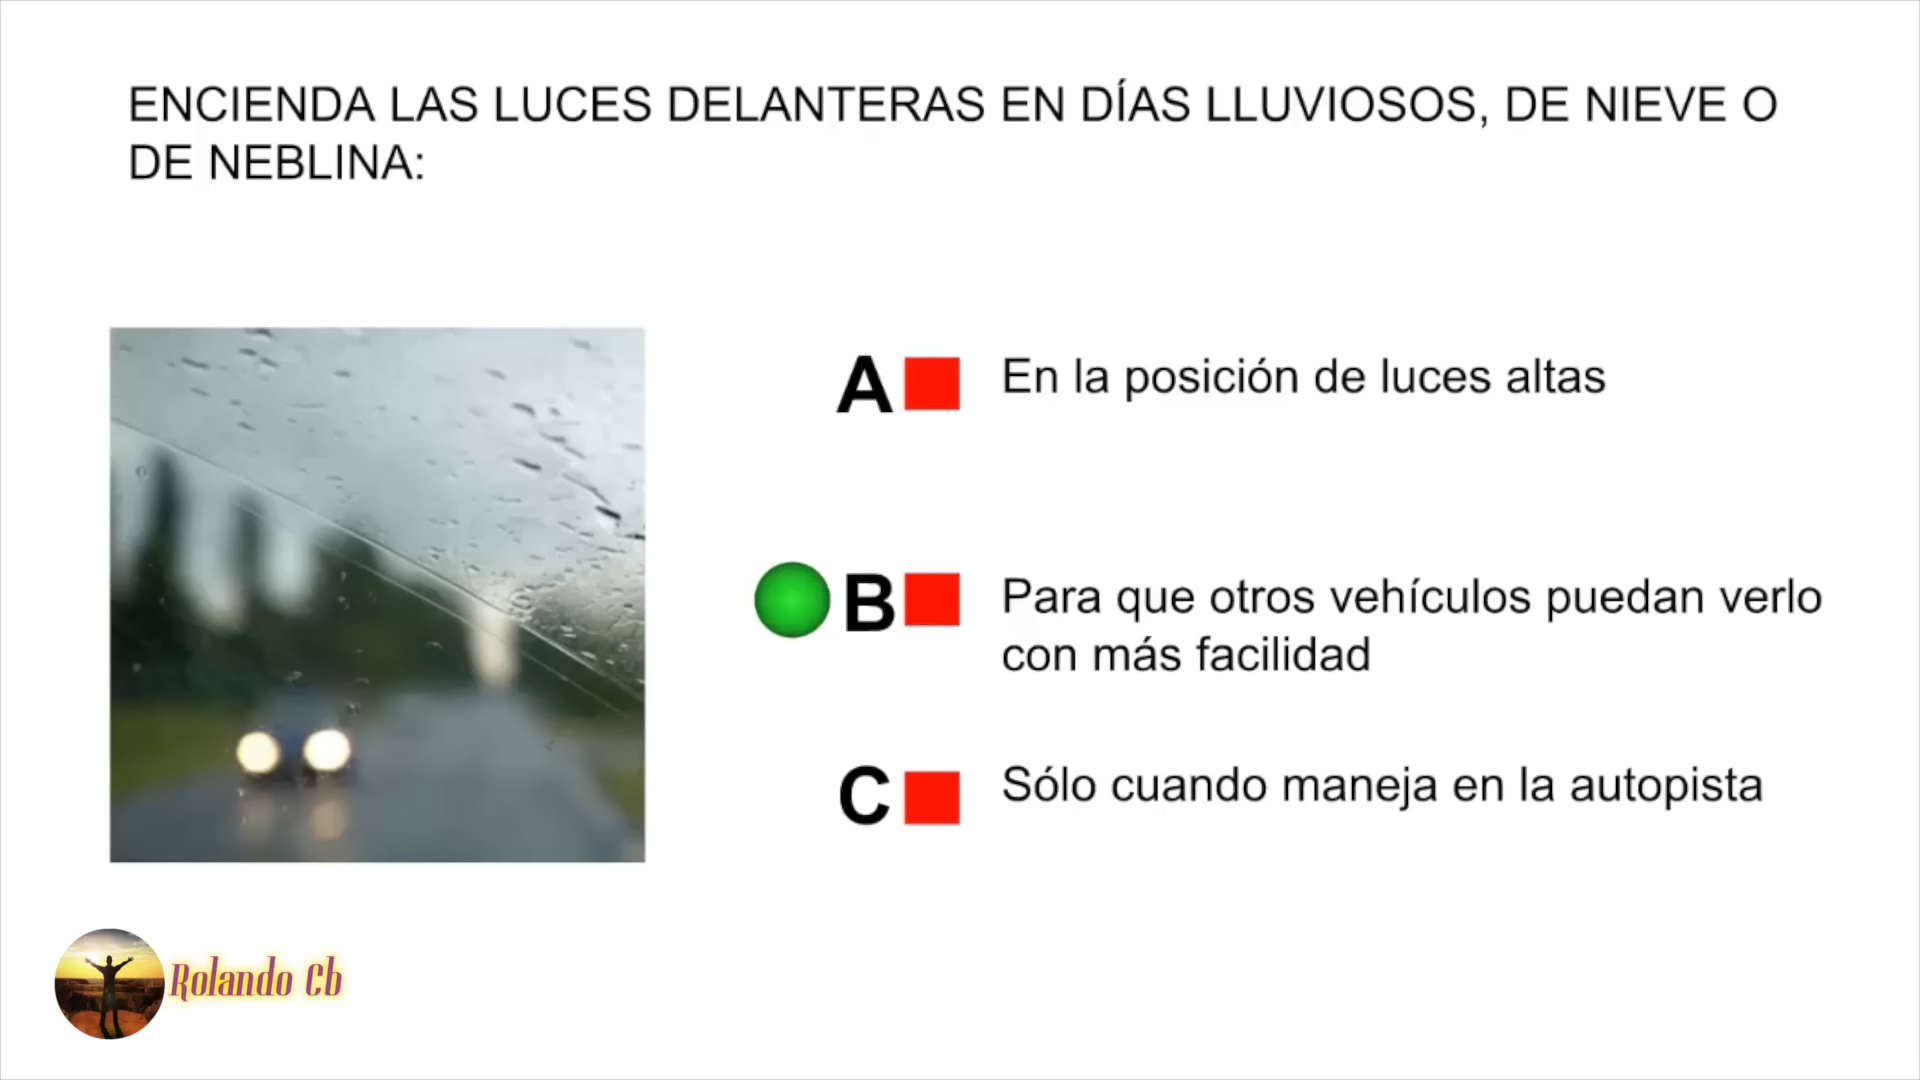 ENCIENDA LAS LUCES DELANTERAS EN DÍAS LLUVIOSOS, DE NIEVE O
DE NEBLINA:
A En la posición de luces altas
B Para que otros vehículos puedan verlo
con más facilidad
C Sólo cuando maneja en la autopista
Rolando Cb